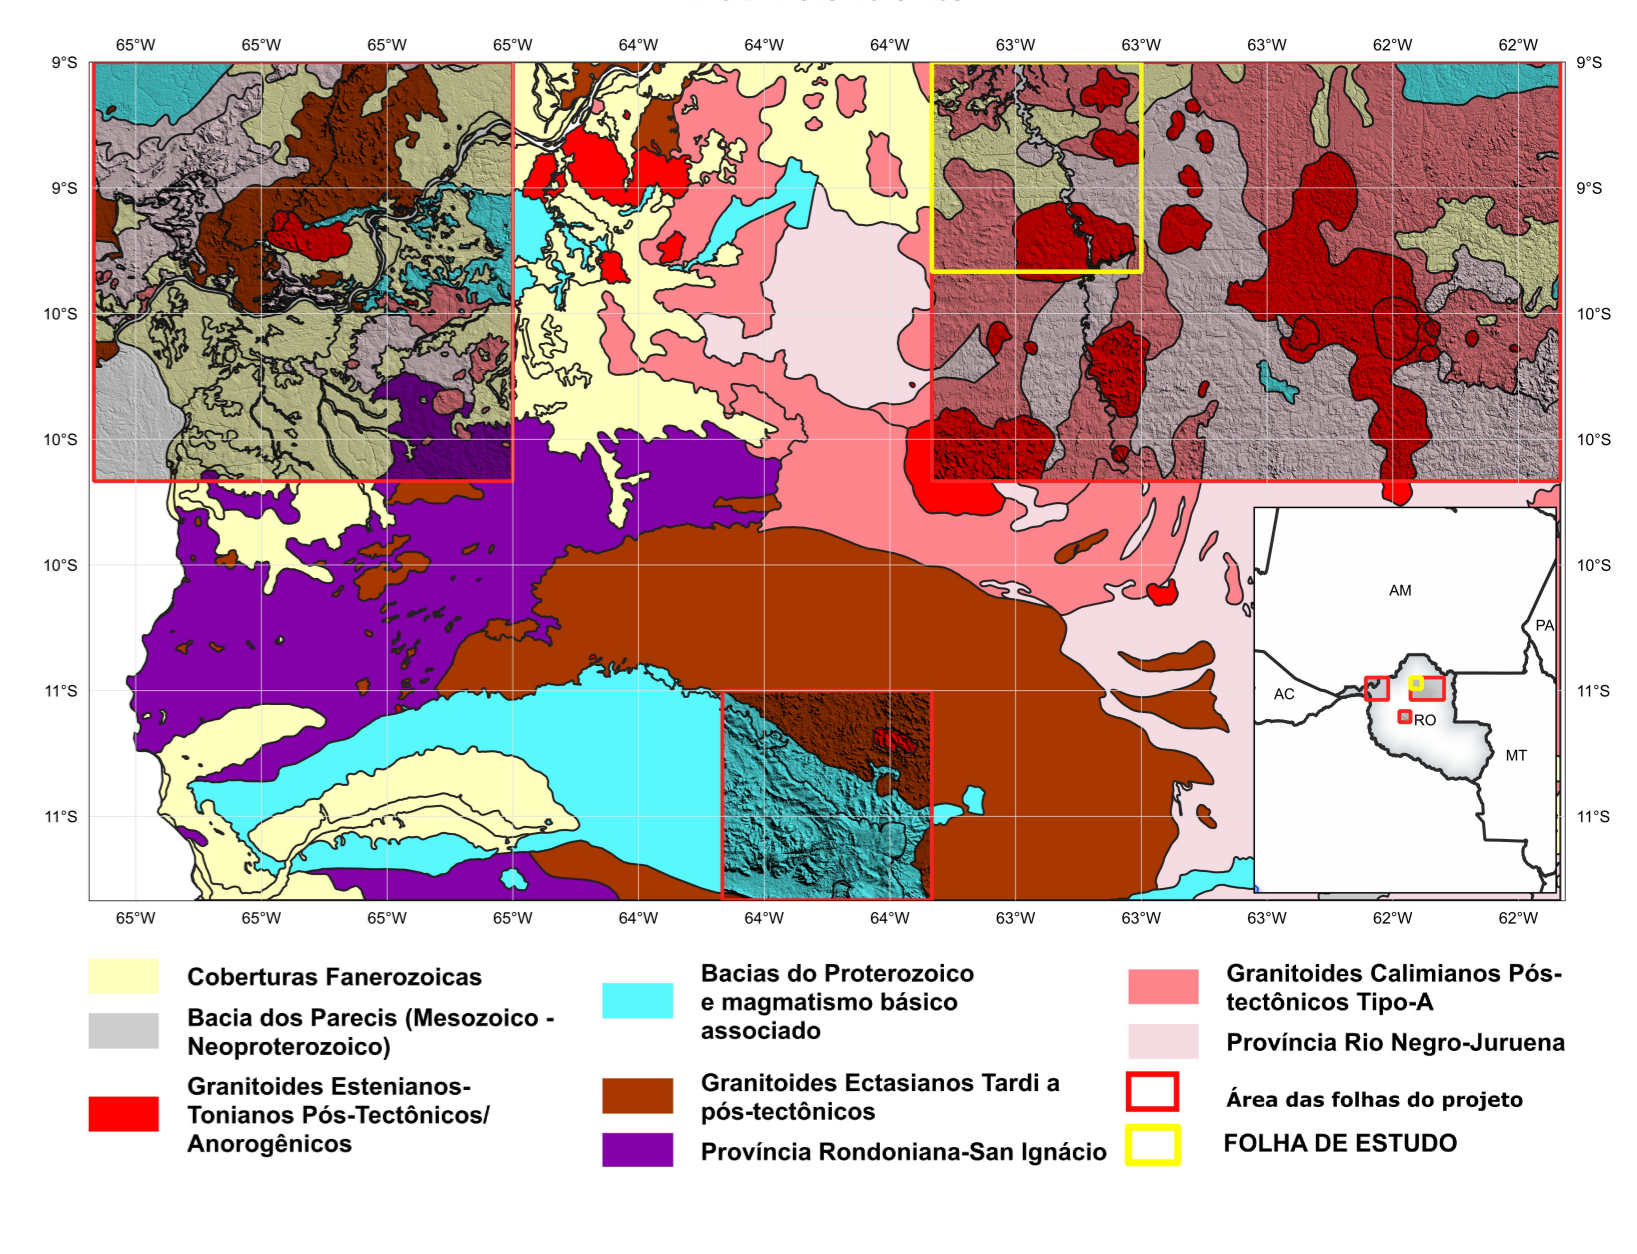 65°W 65°W 65°W 65°W 64°W 64°W 64°W 63°W 63°W 63°W 62°W 62°W
9°S 9°S
9°S 9°S
10°S 10°S
10°S 10°S
10°S 10°S
AM
PA
11°S 11°S
AC
RO
MT
11°S 11°S
65°W 65°W 65°W 65°W 64°W 64°W 64°W 63°W 63°W 63°W 62°W 62°W
Coberturas Fanerozoicas
Bacia dos Parecis (Mesozoico -
Neoproterozoico)
Granitoides Estenianos-
Tonianos Pós-Tectônicos/
Anorogênicos
Bacias do Proterozoico
e magmatismo básico
associado
Granitoides Ectasianos Tardi a
pós-tectônicos
Província Rondoniana-San Ignácio
Granitoides Calimianos Pós-
tectônicos Tipo-A
Província Rio Negro-Juruena
Área das folhas do projeto
FOLHA DE ESTUDO